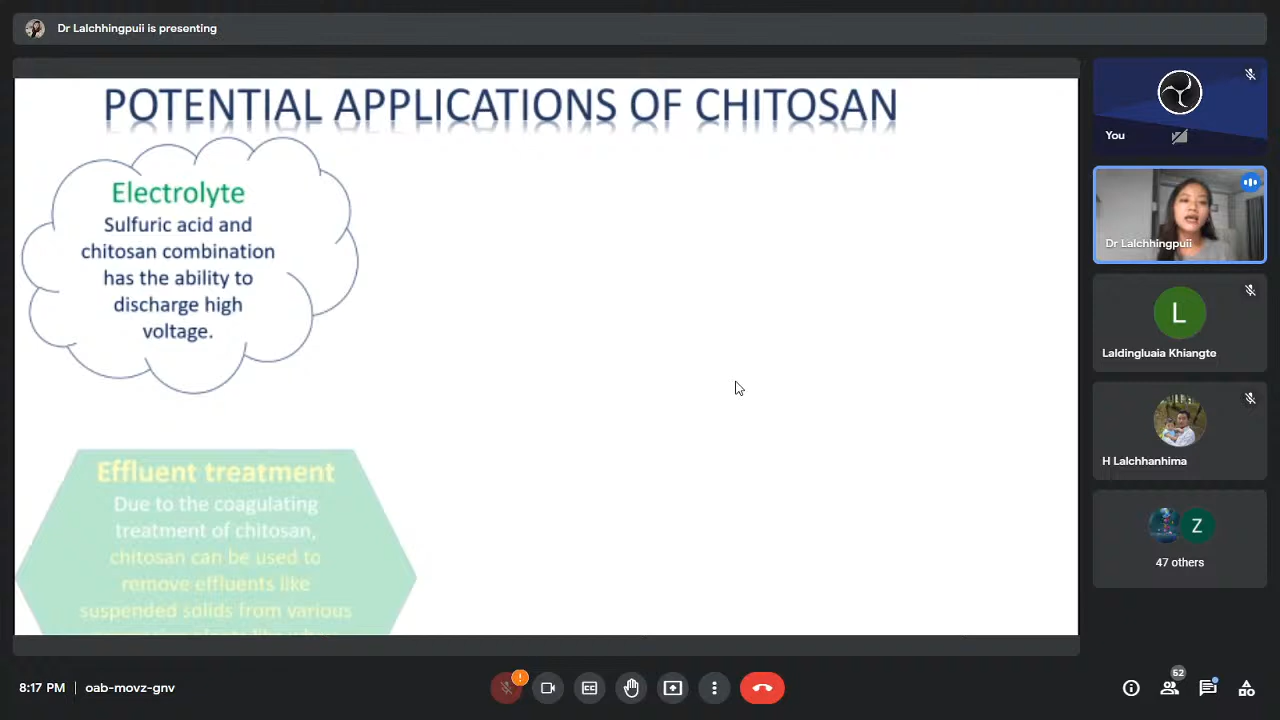 Dr Lalchhingpuii is presenting
POTENTIAL APPLICATIONS OF CHITOSAN
Electrolyte
Sulfuric acid and
chitosan combination
has the ability to
discharge high
voltage.
Effluent treatment
Due to the coagulating
treatment of chitosan,
chitosan can be used to
remove effluents like
suspended solids from various
You
Dr Lalchhingpuii
L
Laldingluaia Khiangte
H Lalchhanhima
Z
47 others
8:17 PM | oab-movz-gnv
CC
52